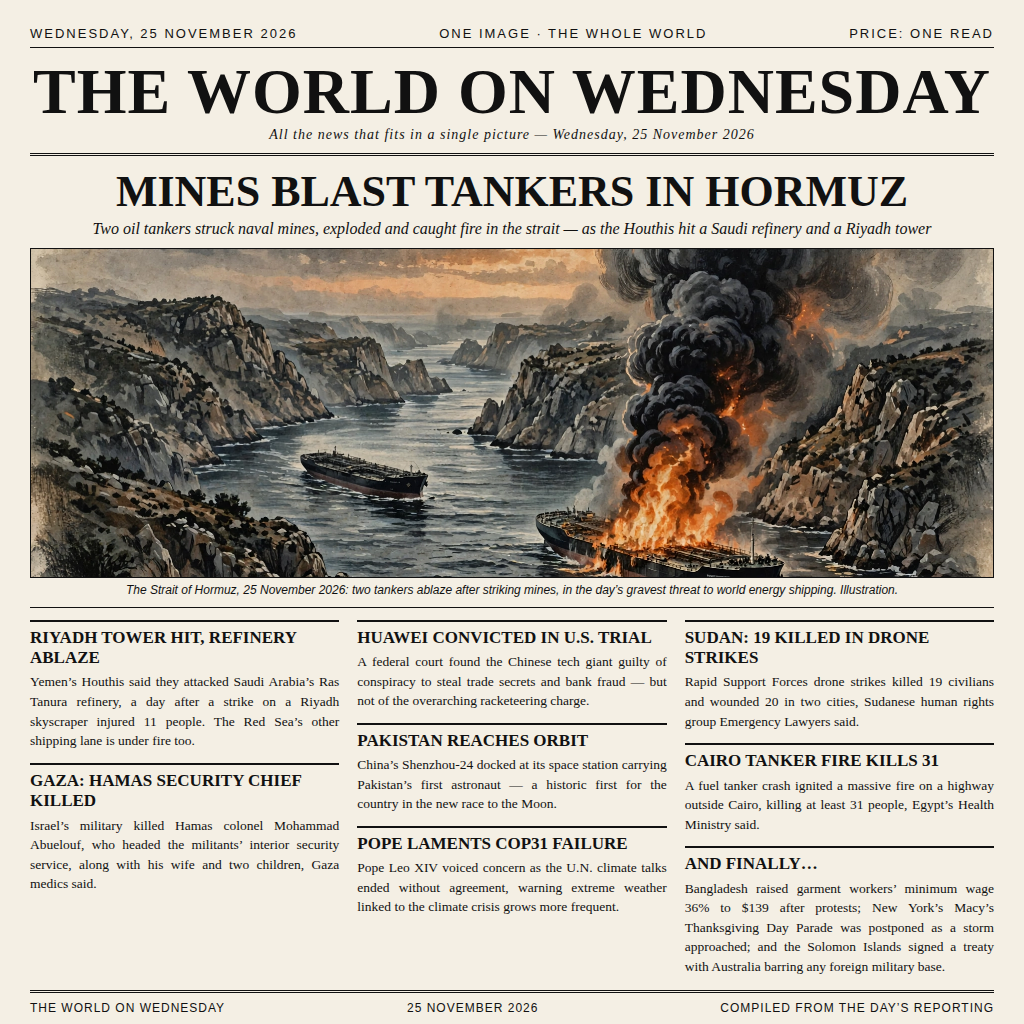 WEDNESDAY, 25 NOVEMBER 2026
ONE IMAGE · THE WHOLE WORLD
PRICE: ONE READ
THE WORLD ON WEDNESDAY
All the news that fits in a single picture — Wednesday, 25 November 2026
MINES BLAST TANKERS IN HORMUZ
Two oil tankers struck naval mines, exploded and caught fire in the strait — as the Houthis hit a Saudi refinery and a Riyadh tower
The Strait of Hormuz, 25 November 2026: two tankers ablaze after striking mines, in the day’s gravest threat to world energy shipping. Illustration.
RIYADH TOWER HIT, REFINERY
ABLAZE
Yemen’s Houthis said they attacked Saudi Arabia’s Ras
Tanura refinery, a day after a strike on a Riyadh
skyscraper injured 11 people. The Red Sea’s other
shipping lane is under fire too.
GAZA: HAMAS SECURITY CHIEF
KILLED
Israel’s military killed Hamas colonel Mohammad
Abuelouf, who headed the militants’ interior security
service, along with his wife and two children, Gaza
medics said.
HUAWEI CONVICTED IN U.S. TRIAL
A federal court found the Chinese tech giant guilty of
conspiracy to steal trade secrets and bank fraud — but
not of the overarching racketeering charge.
PAKISTAN REACHES ORBIT
China’s Shenzhou-24 docked at its space station carrying
Pakistan’s first astronaut — a historic first for the
country in the new race to the Moon.
POPE LAMENTS COP31 FAILURE
Pope Leo XIV voiced concern as the U.N. climate talks
ended without agreement, warning extreme weather
linked to the climate crisis grows more frequent.
SUDAN: 19 KILLED IN DRONE
STRIKES
Rapid Support Forces drone strikes killed 19 civilians
and wounded 20 in two cities, Sudanese human rights
group Emergency Lawyers said.
CAIRO TANKER FIRE KILLS 31
A fuel tanker crash ignited a massive fire on a highway
outside Cairo, killing at least 31 people, Egypt’s Health
Ministry said.
AND FINALLY…
Bangladesh raised garment workers’ minimum wage
36% to $139 after protests; New York’s Macy’s
Thanksgiving Day Parade was postponed as a storm
approached; and the Solomon Islands signed a treaty
with Australia barring any foreign military base.
THE WORLD ON WEDNESDAY
25 NOVEMBER 2026
COMPILED FROM THE DAY’S REPORTING